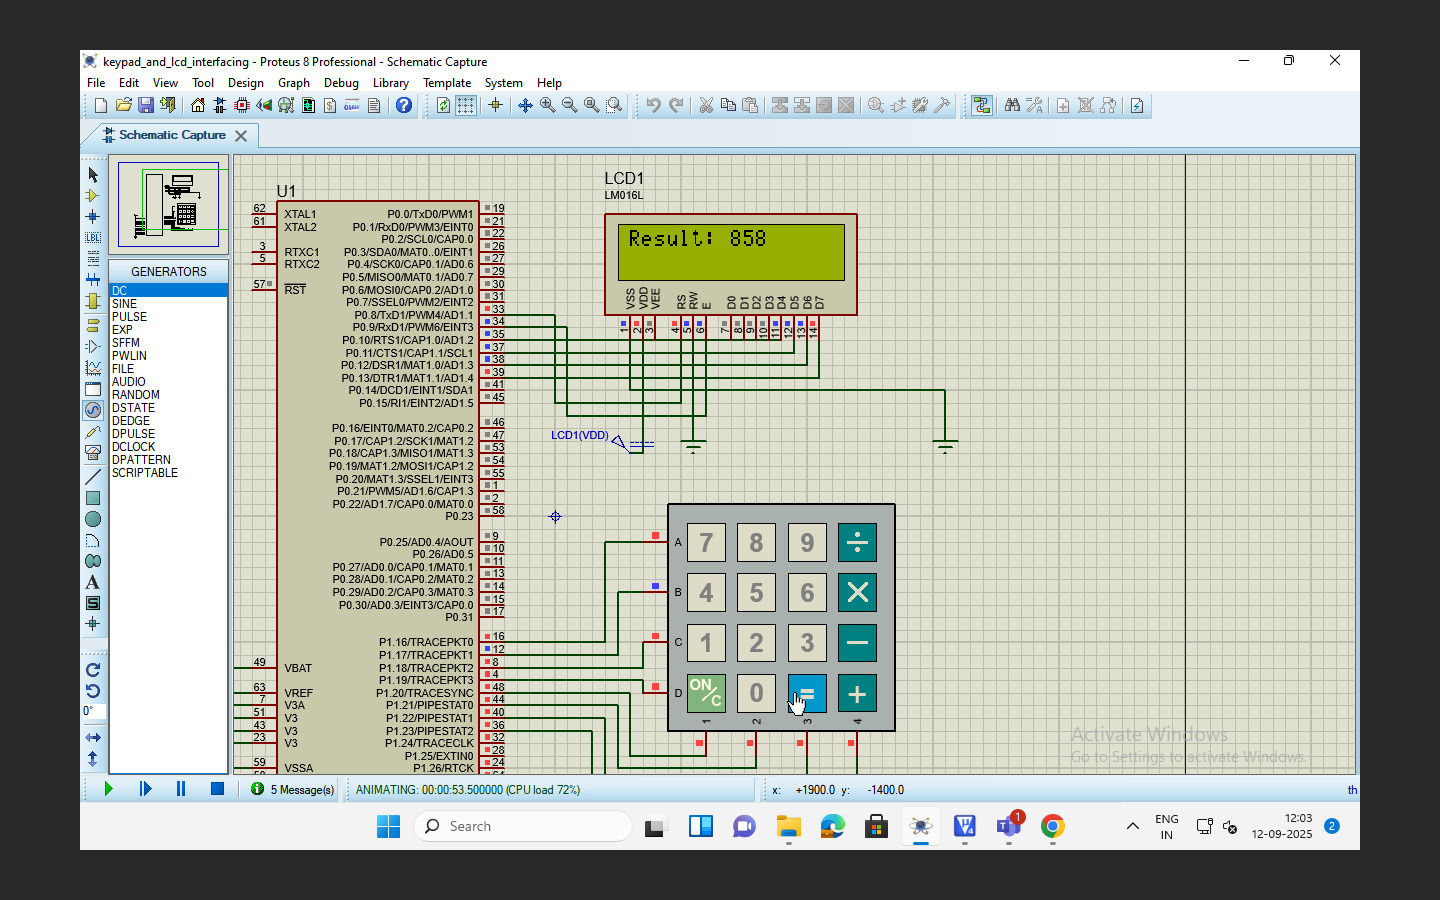 keypad_and_lcd_interfacing - Proteus 8 Professional - Schematic Capture
File Edit View Tool Design Graph Debug Library Template System Help
Schematic Capture
GENERATORS
DC
SINE
PULSE
EXP
SFFM
PWLIN
FILE
AUDIO
RANDOM
DSTATE
DEDGE
DPULSE
DCLOCK
DPATTERN
SCRIPTABLE
LBL
A
S
0°
U1
62 XTAL1 P0.0/TxD0/PWM1 19
61 XTAL2 P0.1/RxD0/PWM3/EINT0 21
P0.2/SCL0/CAP0.0 22
3 RTXC1 P0.3/SDA0/MAT0..0/EINT1 26
5 RTXC2 P0.4/SCK0/CAP0.1/AD0.6 27
P0.5/MISO0/MAT0.1/AD0.7 29
57 RST P0.6/MOSI0/CAP0.2/AD1.0 30
P0.7/SSEL0/PWM2/EINT2 31
P0.8/TxD1/PWM4/AD1.1 33
P0.9/RxD1/PWM6/EINT3 34
P0.10/RTS1/CAP1.0/AD1.2 35
P0.11/CTS1/CAP1.1/SCL1 37
P0.12/DSR1/MAT1.0/AD1.3 38
P0.13/DTR1/MAT1.1/AD1.4 39
P0.14/DCD1/EINT1/SDA1 41
P0.15/RI1/EINT2/AD1.5 45
P0.16/EINT0/MAT0.2/CAP0.2 46
P0.17/CAP1.2/SCK1/MAT1.2 47
P0.18/CAP1.3/MISO1/MAT1.3 53
P0.19/MAT1.2/MOSI1/CAP1.2 54
P0.20/MAT1.3/SSEL1/EINT3 55
P0.21/PWM5/AD1.6/CAP1.3 1
P0.22/AD1.7/CAP0.0/MAT0.0 2
P0.23 58
P0.25/AD0.4/AOUT 9
P0.26/AD0.5 10
P0.27/AD0.0/CAP0.1/MAT0.1 11
P0.28/AD0.1/CAP0.2/MAT0.2 13
P0.29/AD0.2/CAP0.3/MAT0.3 14
P0.30/AD0.3/EINT3/CAP0.0 15
P0.31 17
P1.16/TRACEPKT0 16
P1.17/TRACEPKT1 12
49 VBAT P1.18/TRACEPKT2 8
P1.19/TRACEPKT3 4
63 VREF P1.20/TRACESYNC 48
7 V3A P1.21/PIPESTAT0 44
51 V3 P1.22/PIPESTAT1 40
43 V3 P1.23/PIPESTAT2 36
23 V3 P1.24/TRACECLK 32
P1.25/EXTIN0 28
59 VSSA P1.26/RTCK 24
LCD1
LM016L
Result: 858
VSS VDD VEE RS RW E D0 D1 D2 D3 D4 D5 D6 D7
1 2 3 4 5 6 7 8 9 10 11 12 13 14
LCD1(VDD)
A 7 8 9 ÷
B 4 5 6 ×
C 1 2 3 −
D ON/C 0 = +
1 2 3 4
Activate Windows
Go to Settings to activate Windows.
5 Message(s) ANIMATING: 00:00:53.500000 (CPU load 72%) x: +1900.0 y: -1400.0 th
Search
1
ENG
IN
12:03
12-09-2025
2